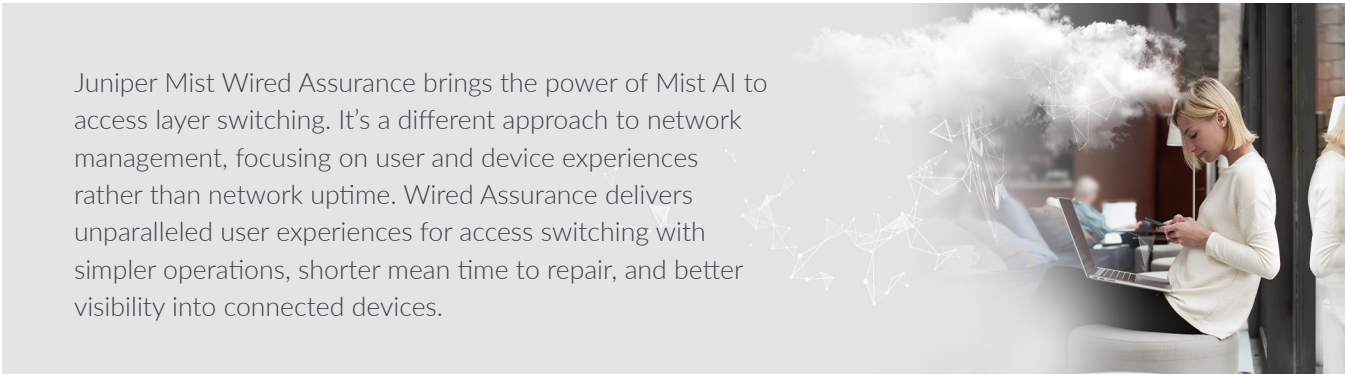 Juniper Mist Wired Assurance brings the power of Mist AI to
access layer switching. It’s a different approach to network
management, focusing on user and device experiences
rather than network uptime. Wired Assurance delivers
unparalleled user experiences for access switching with
simpler operations, shorter mean time to repair, and better
visibility into connected devices.